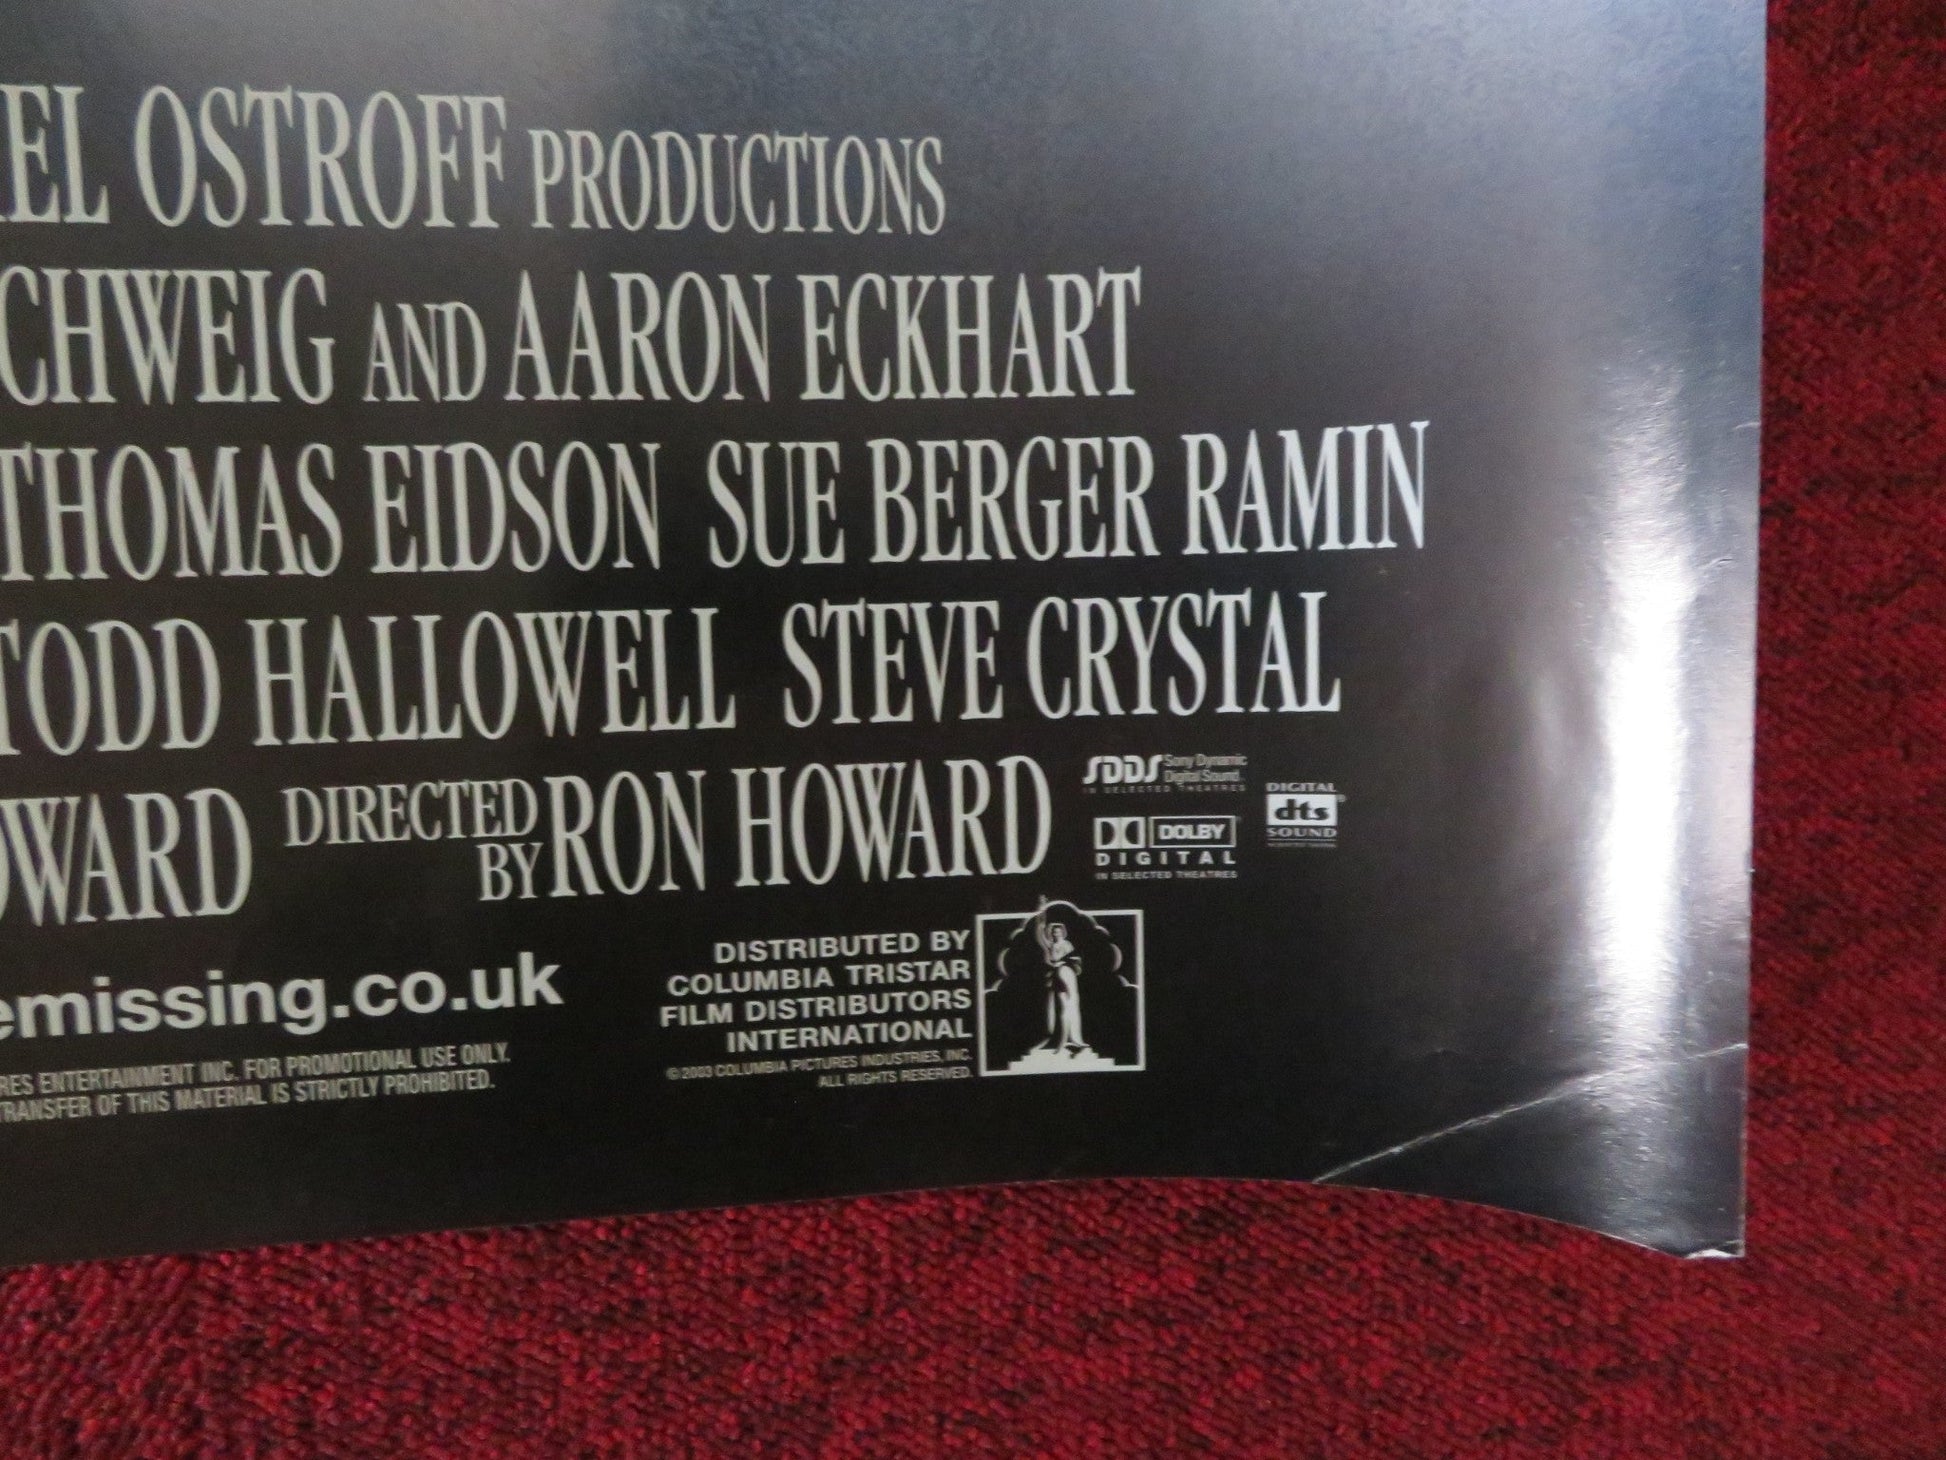 EL OSTROFF PRODUCTIONS
CHWEIG AND AARON ECKHART
THOMAS EIDSON SUE BERGER RAMIN
TODD HALLOWELL STEVE CRYSTAL
OWARD DIRECTED BY RON HOWARD
SDDS Sony Dynamic Digital Sound.
IN SELECTED THEATRES
DIGITAL
dts
SOUND
DOLBY
DIGITAL
IN SELECTED THEATRES
emissing.co.uk
DISTRIBUTED BY
COLUMBIA TRISTAR
FILM DISTRIBUTORS
INTERNATIONAL
RES ENTERTAINMENT INC. FOR PROMOTIONAL USE ONLY.
TRANSFER OF THIS MATERIAL IS STRICTLY PROHIBITED.
© 2003 COLUMBIA PICTURES INDUSTRIES, INC.
ALL RIGHTS RESERVED.